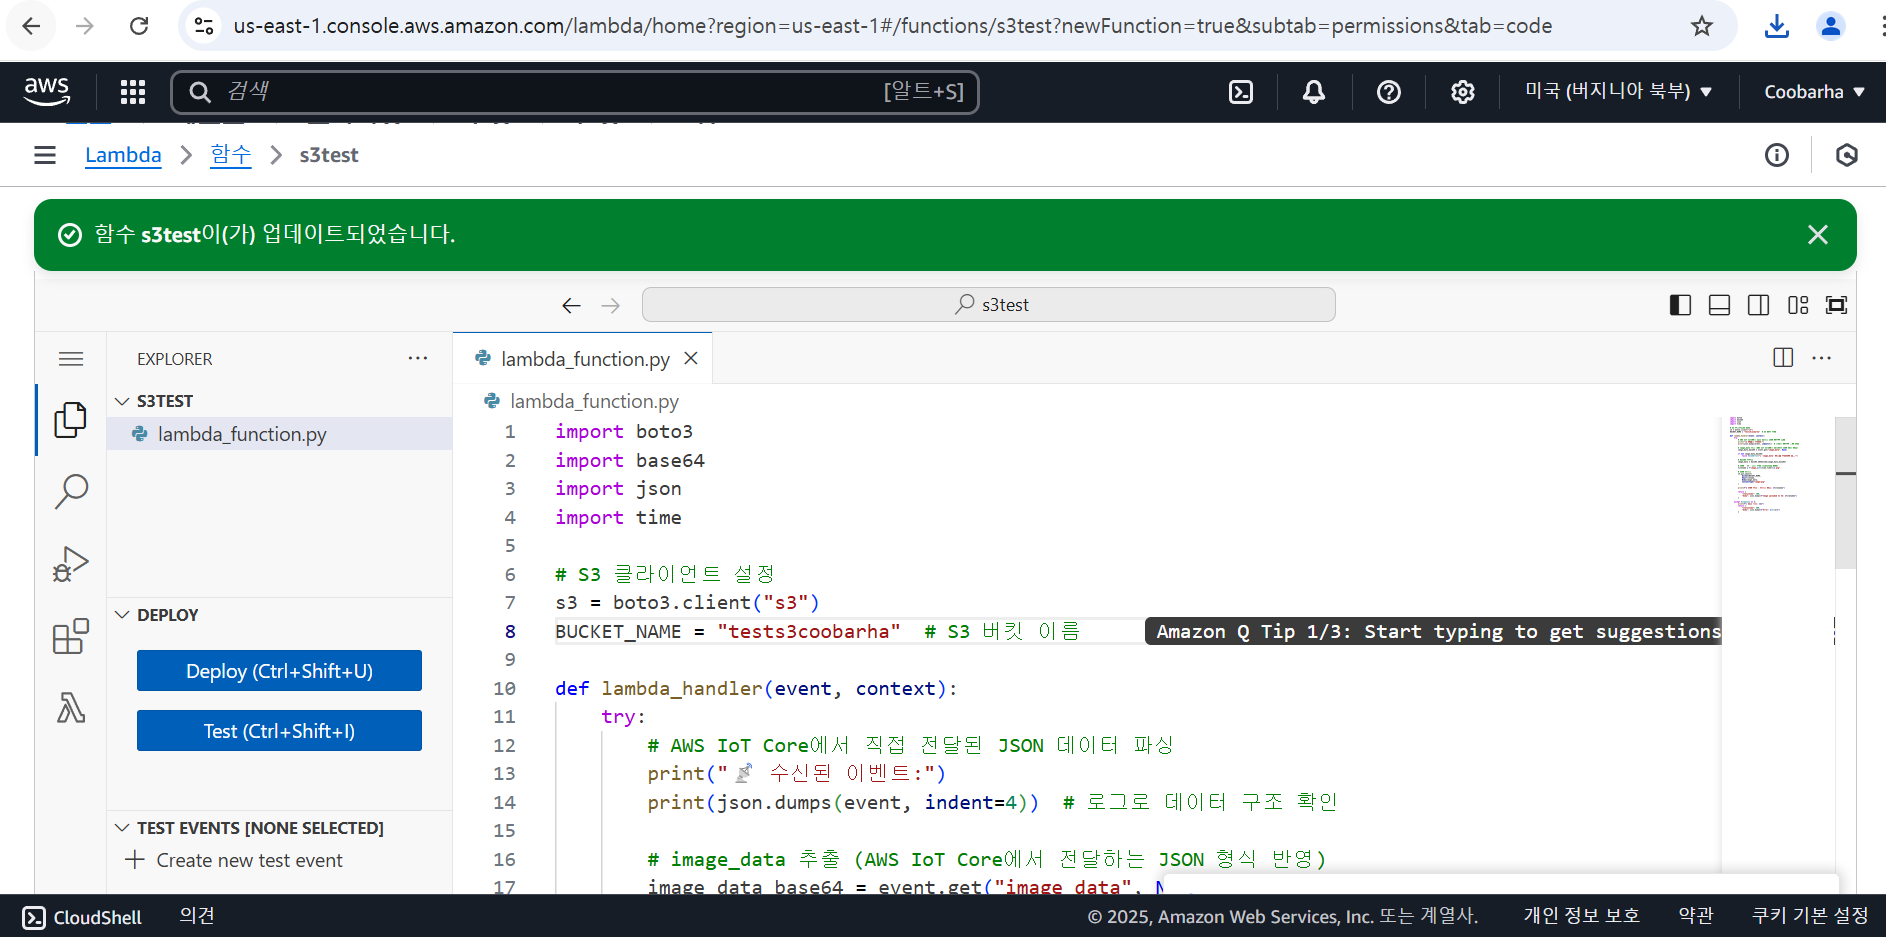 us-east-1.console.aws.amazon.com/lambda/home?region=us-east-1#/functions/s3test?newFunction=true&subtab=permissions&tab=code
aws
검색
[알트+S]
미국 (버지니아 북부)
Coobarha
Lambda
함수
s3test
함수 s3test이(가) 업데이트되었습니다.
s3test
EXPLORER
S3TEST
lambda_function.py
DEPLOY
Deploy (Ctrl+Shift+U)
Test (Ctrl+Shift+I)
TEST EVENTS [NONE SELECTED]
Create new test event
lambda_function.py
lambda_function.py
1 import boto3
2 import base64
3 import json
4 import time
5
6 # S3 클라이언트 설정
7 s3 = boto3.client("s3")
8 BUCKET_NAME = "tests3coobarha" # S3 버킷 이름
Amazon Q Tip 1/3: Start typing to get suggestions
9
10 def lambda_handler(event, context):
11 try:
12 # AWS IoT Core에서 직접 전달된 JSON 데이터 파싱
13 print("📡 수신된 이벤트:")
14 print(json.dumps(event, indent=4)) # 로그로 데이터 구조 확인
15
16 # image_data 추출 (AWS IoT Core에서 전달하는 JSON 형식 반영)
17 image_data_base64 = event.get("image_data", N
CloudShell
의견
© 2025, Amazon Web Services, Inc. 또는 계열사.
개인 정보 보호
약관
쿠키 기본 설정